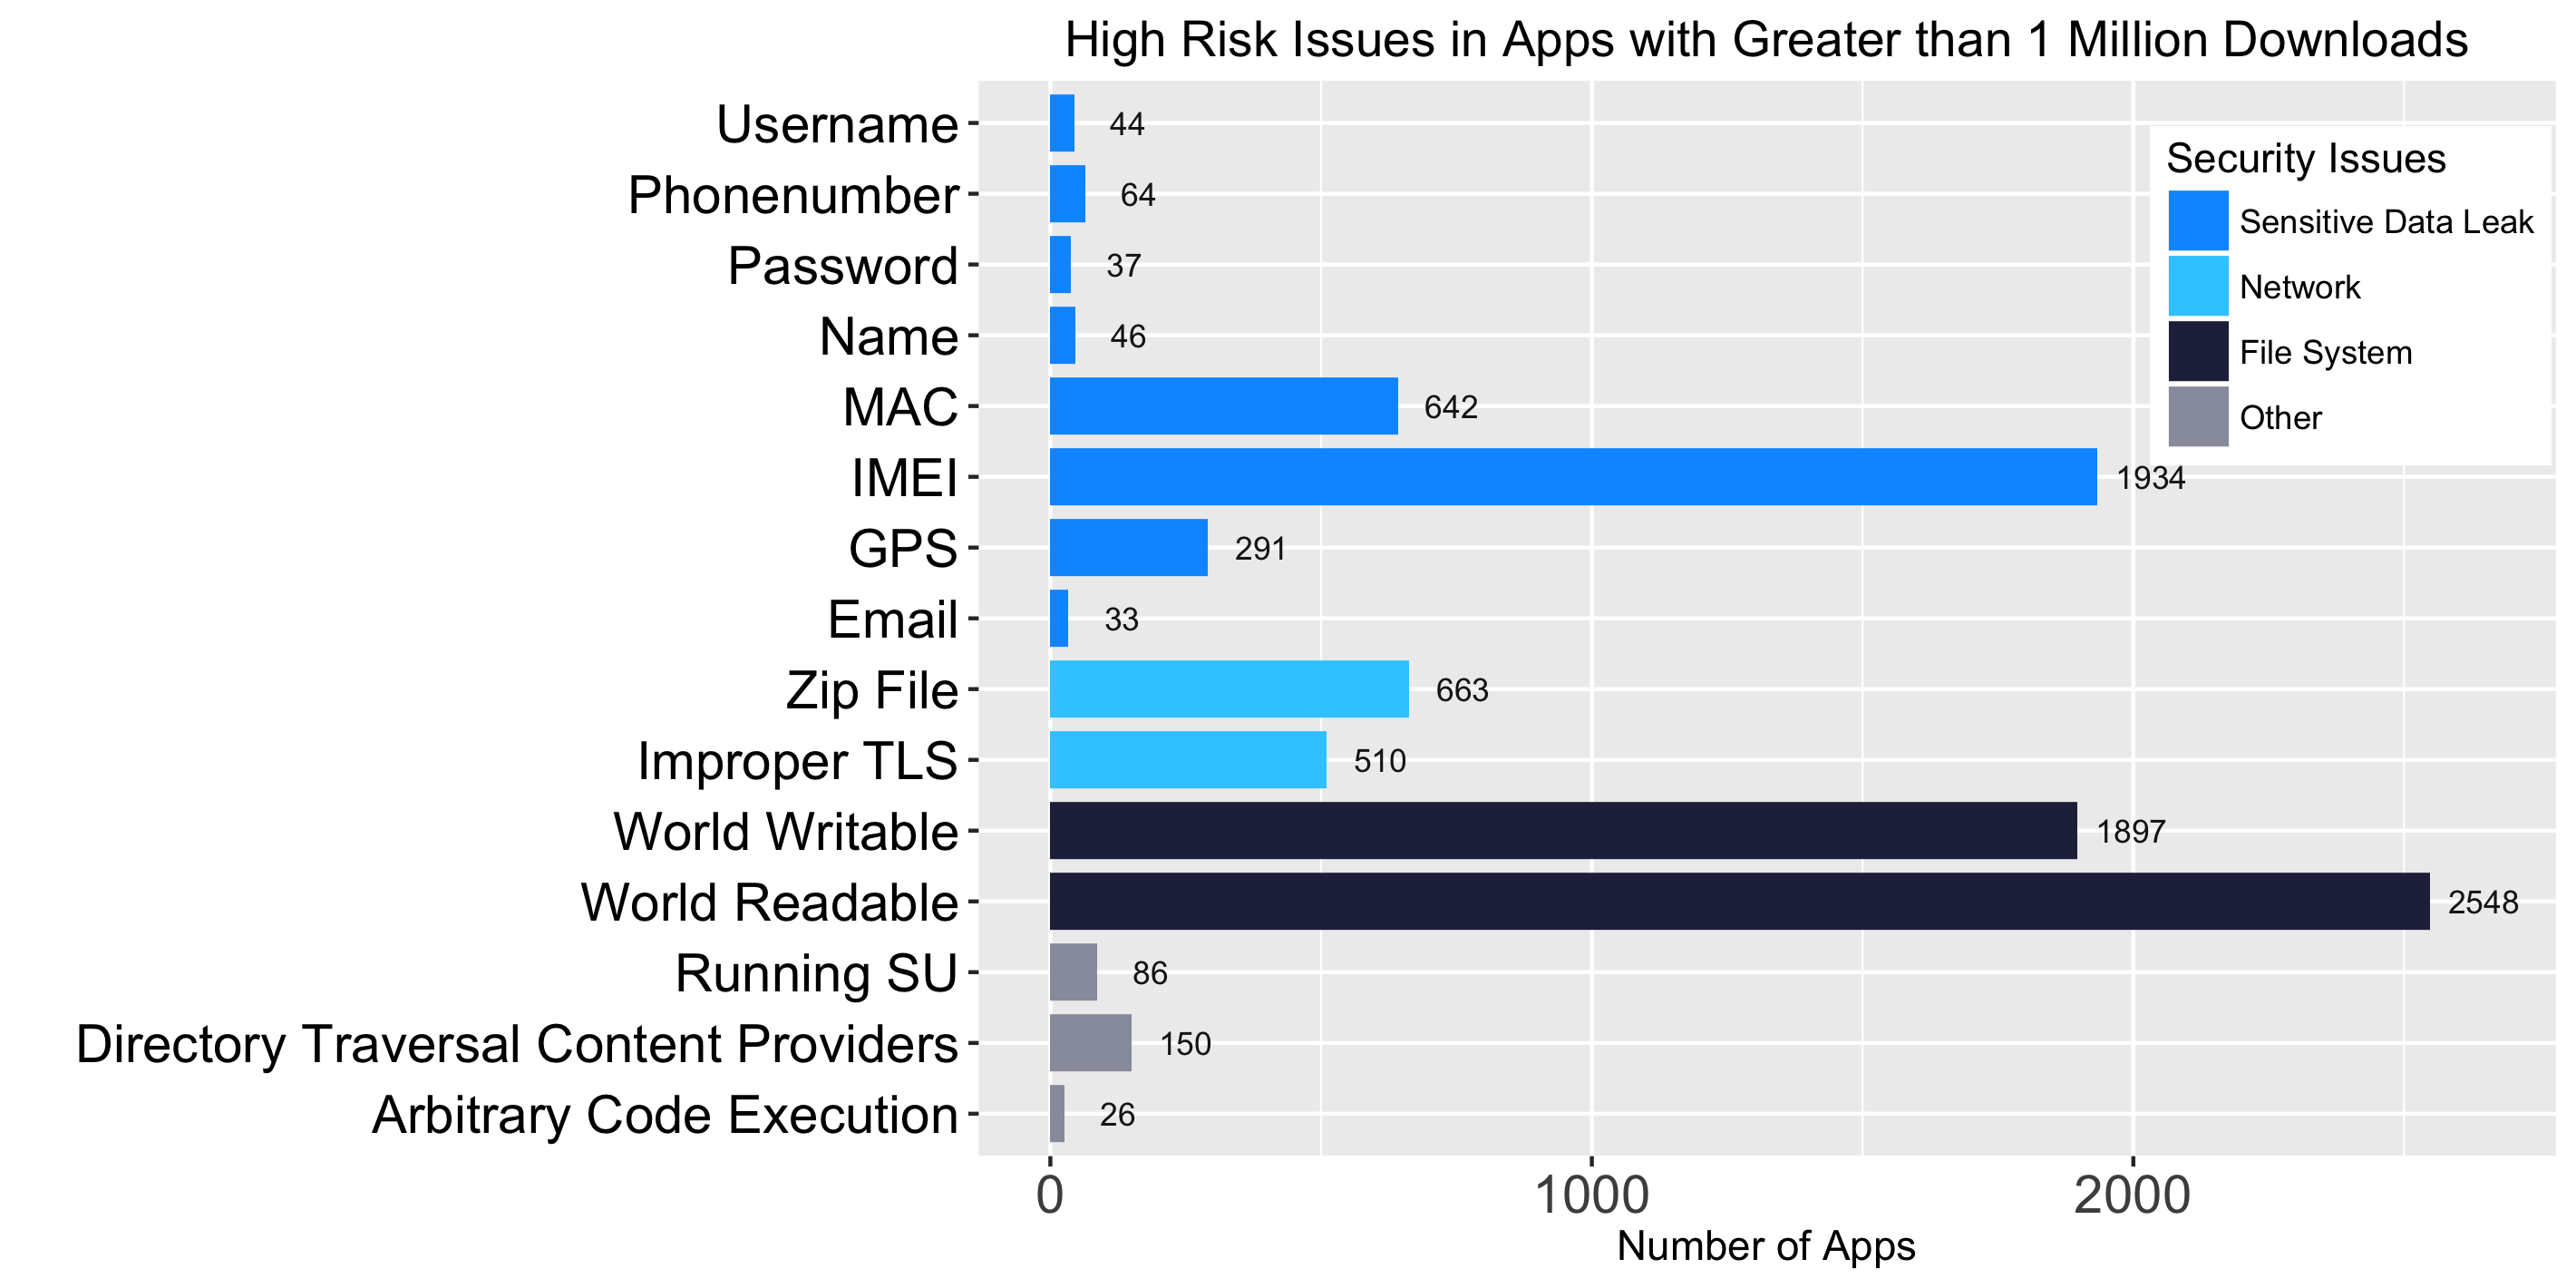 High Risk Issues in Apps with Greater than 1 Million Downloads
Username 44
Phonenumber 64
Password 37
Name 46
MAC 642
IMEI 1934
GPS 291
Email 33
Zip File 663
Improper TLS 510
World Writable 1897
World Readable 2548
Running SU 86
Directory Traversal Content Providers 150
Arbitrary Code Execution 26
Security Issues
Sensitive Data Leak
Network
File System
Other
0 1000 2000
Number of Apps